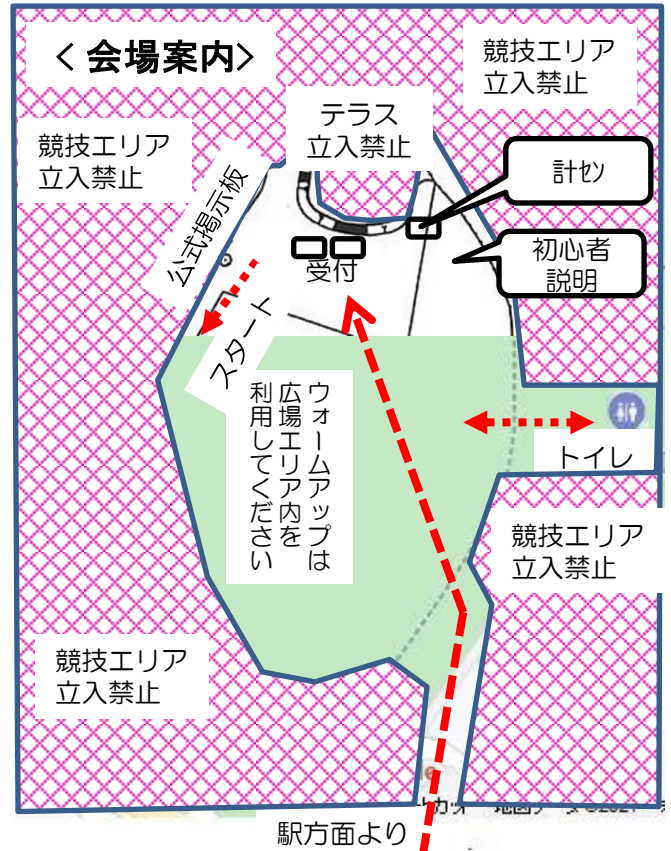 <会場案内>
競技エリア
立入禁止
テラス
立入禁止
競技エリア
立入禁止
計セン
公式掲示板
初心者
説明
受付
スタート
ウォームアップは
広場エリア内を
利用してください
トイレ
競技エリア
立入禁止
競技エリア
立入禁止
駅方面より